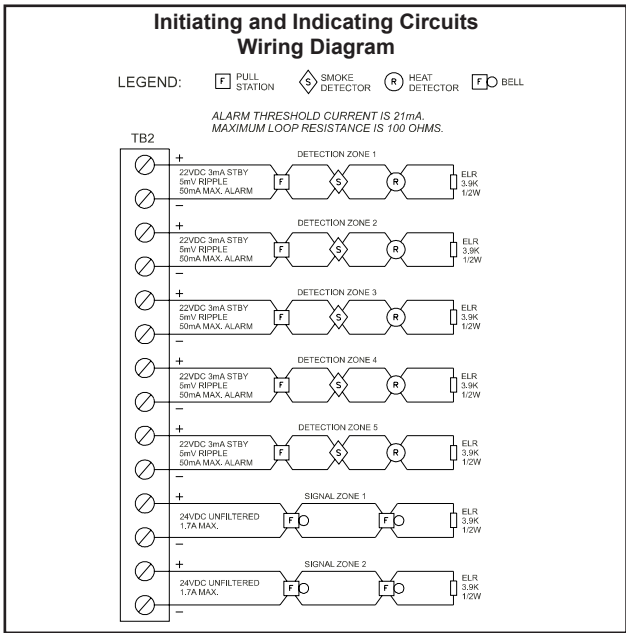 Initiating and Indicating Circuits
Wiring Diagram
LEGEND:
F PULL STATION
S SMOKE DETECTOR
R HEAT DETECTOR
F BELL
ALARM THRESHOLD CURRENT IS 21mA.
MAXIMUM LOOP RESISTANCE IS 100 OHMS.
TB2
DETECTION ZONE 1
+
22VDC 3mA STBY
5mV RIPPLE
50mA MAX. ALARM
–
F S R
ELR
3.9K
1/2W
DETECTION ZONE 2
+
22VDC 3mA STBY
5mV RIPPLE
50mA MAX. ALARM
–
F S R
ELR
3.9K
1/2W
DETECTION ZONE 3
+
22VDC 3mA STBY
5mV RIPPLE
50mA MAX. ALARM
–
F S R
ELR
3.9K
1/2W
DETECTION ZONE 4
+
22VDC 3mA STBY
5mV RIPPLE
50mA MAX. ALARM
–
F S R
ELR
3.9K
1/2W
DETECTION ZONE 5
+
22VDC 3mA STBY
5mV RIPPLE
50mA MAX. ALARM
–
F S R
ELR
3.9K
1/2W
SIGNAL ZONE 1
+
24VDC UNFILTERED
1.7A MAX.
–
F F
ELR
3.9K
1/2W
SIGNAL ZONE 2
+
24VDC UNFILTERED
1.7A MAX.
–
F F
ELR
3.9K
1/2W